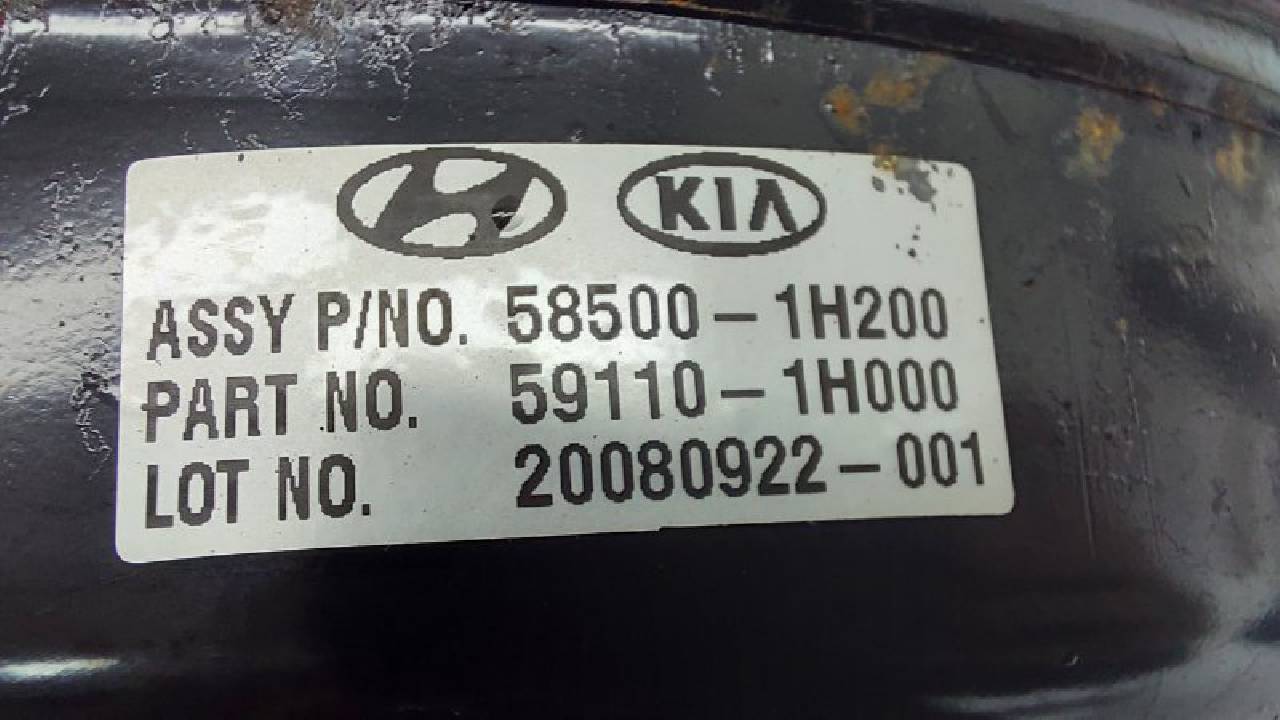 KIA
ASSY P/NO. 58500-1H200
PART NO. 59110-1H000
LOT NO. 20080922-001